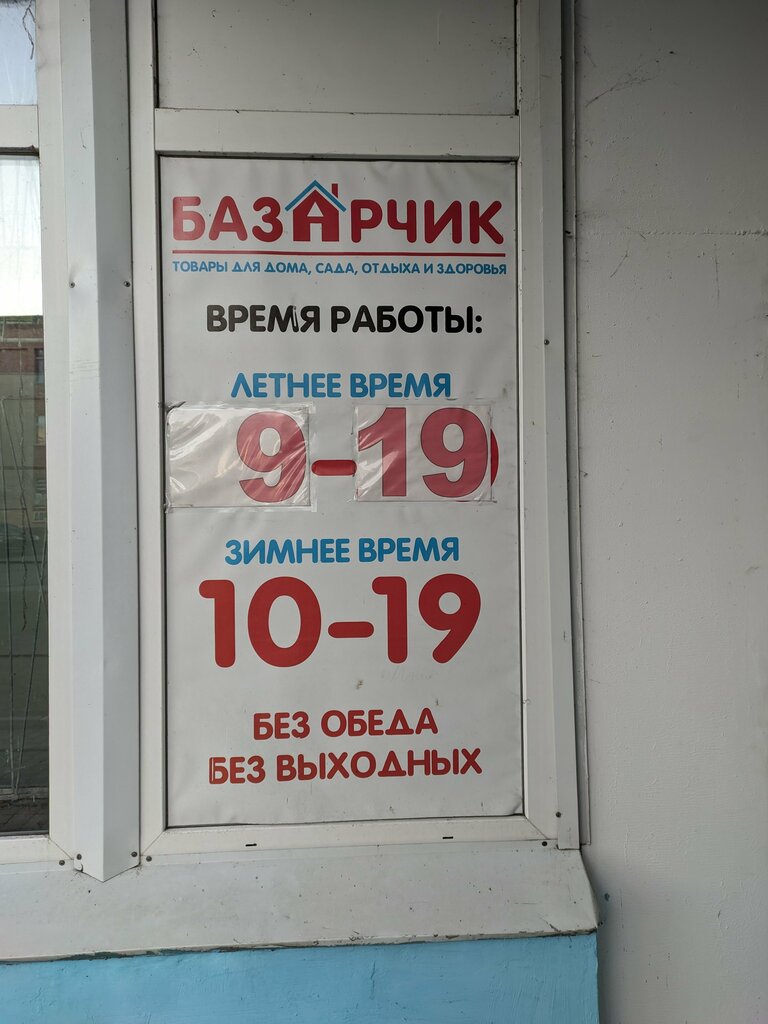 БАЗАРЧИК
ТОВАРЫ ДЛЯ ДОМА, САДА, ОТДЫХА И ЗДОРОВЬЯ
ВРЕМЯ РАБОТЫ:
ЛЕТНЕЕ ВРЕМЯ
9-19
ЗИМНЕЕ ВРЕМЯ
10-19
БЕЗ ОБЕДА
БЕЗ ВЫХОДНЫХ